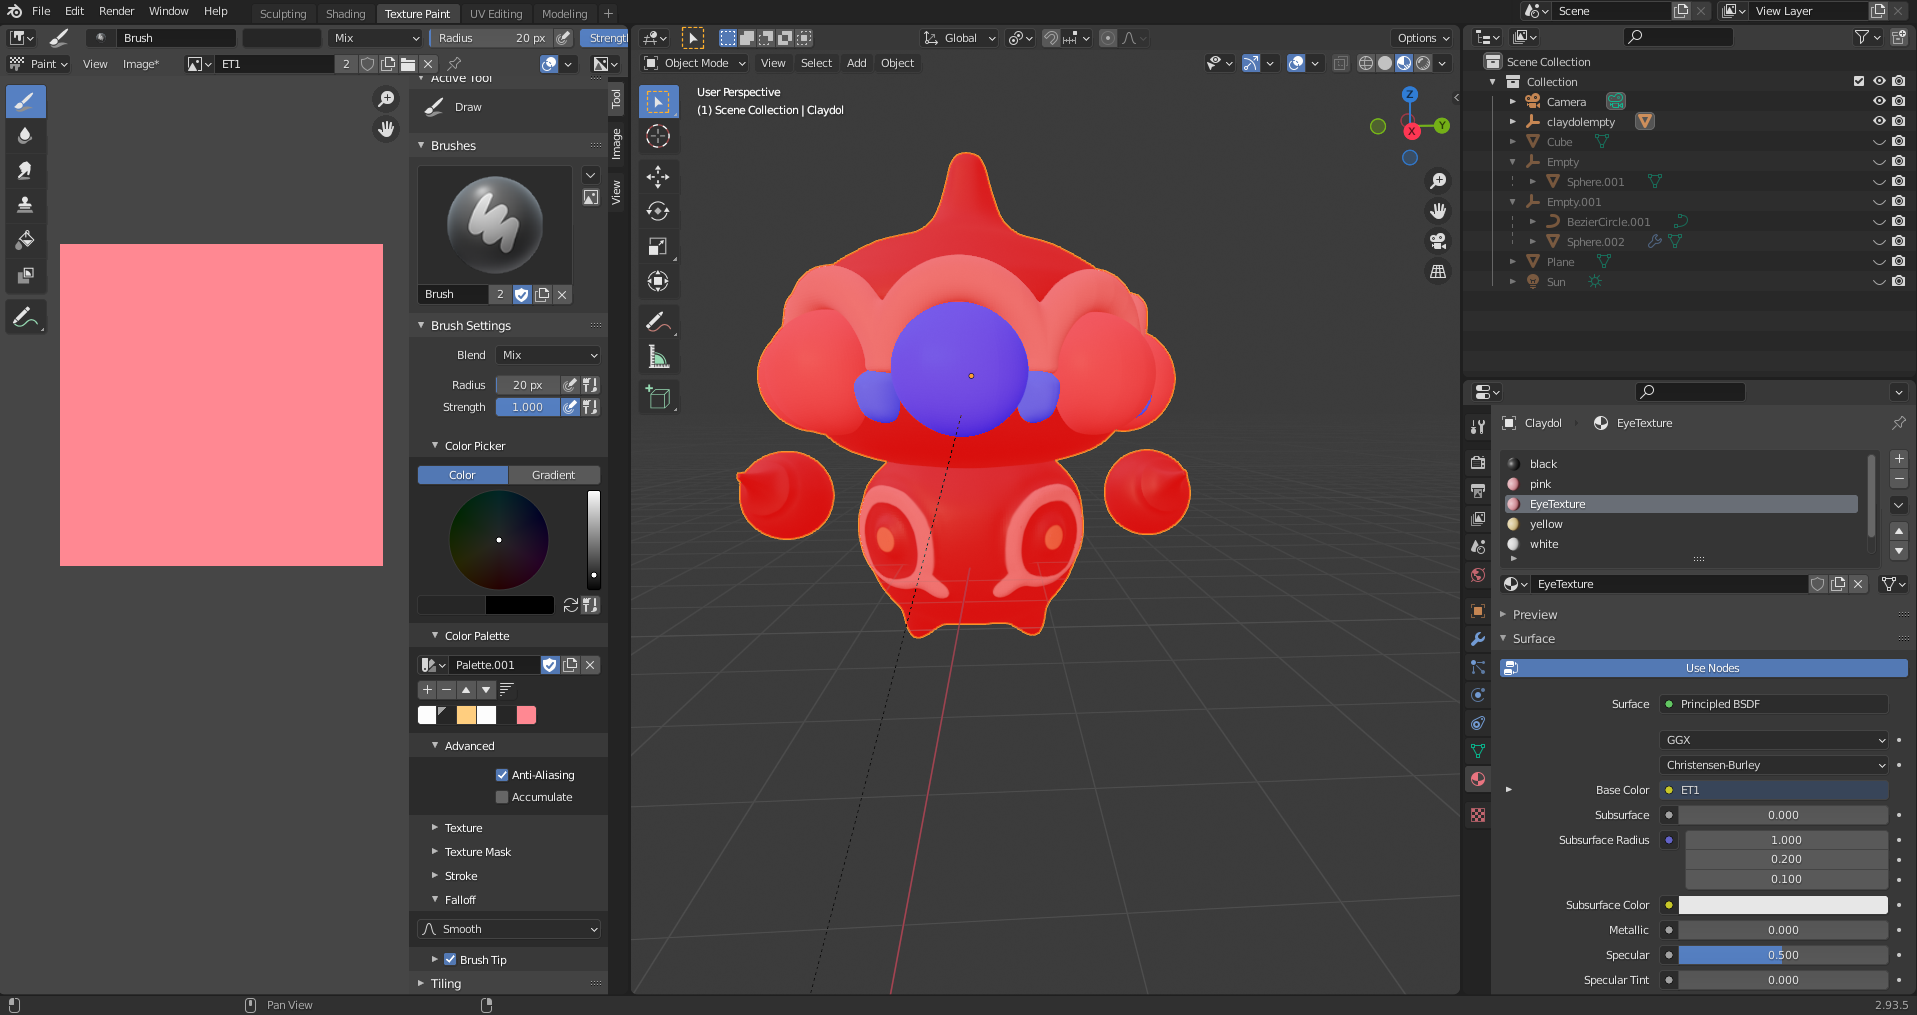 File Edit Render Window Help Sculpting Shading Texture Paint UV Editing Modeling Scene View Layer
Brush Mix Radius 20 px Strengtl Global Options
Paint View Image* ET1 2 Object Mode View Select Add Object
Active Tool
Draw
Brushes
Brush 2
Brush Settings
Blend Mix
Radius 20 px
Strength 1.000
Color Picker
Color Gradient
Color Palette
Palette.001
Advanced
Anti-Aliasing
Accumulate
Texture
Texture Mask
Stroke
Falloff
Smooth
Brush Tip
Tiling
Tool
Image
View
User Perspective
(1) Scene Collection | Claydol
Z
X Y
Scene Collection
Collection
Camera
claydolempty
Cube
Empty
Sphere.001
Empty.001
BezierCircle.001
Sphere.002
Plane
Sun
Claydol EyeTexture
black
pink
EyeTexture
yellow
white
EyeTexture
Preview
Surface
Use Nodes
Surface Principled BSDF
GGX
Christensen-Burley
Base Color ET1
Subsurface 0.000
Subsurface Radius 1.000
0.200
0.100
Subsurface Color
Metallic 0.000
Specular 0.500
Specular Tint 0.000
Pan View 2.93.5